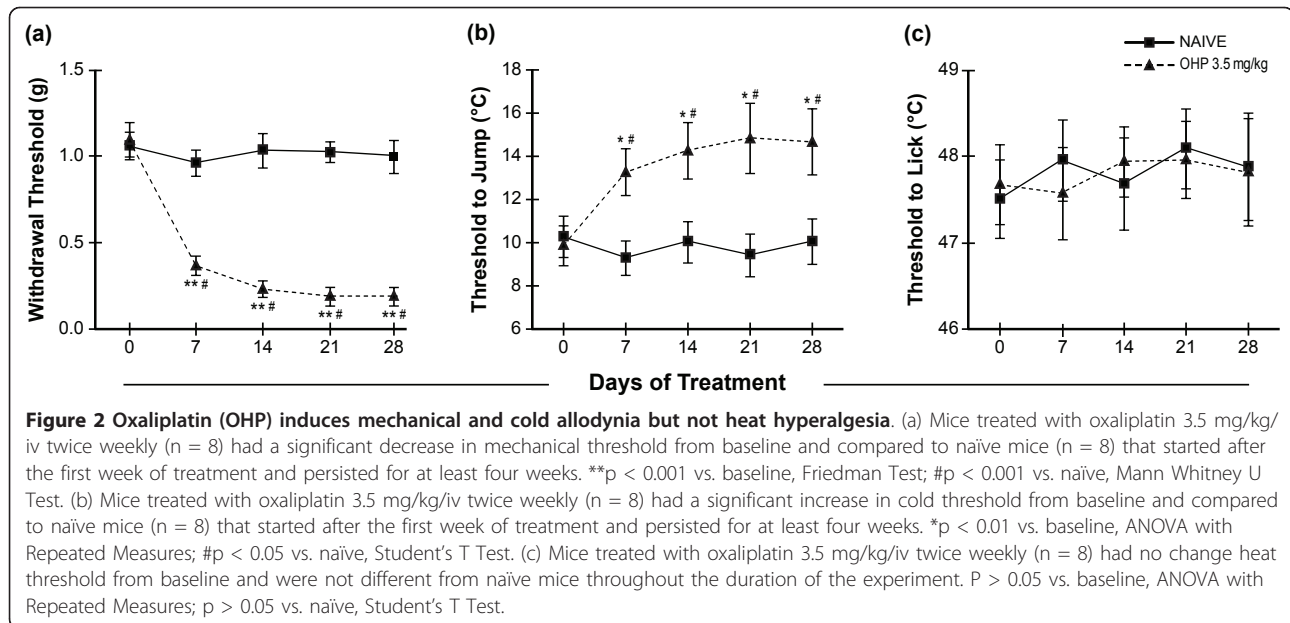 (a)
(b)
(c)
NAIVE
OHP 3.5 mg/kg
Withdrawal Threshold (g)
1.5
1.0
0.5
0.0
** #
** #
** #
** #
0 7 14 21 28
Threshold to Jump (°C)
18
16
14
12
10
8
6
* #
* #
* #
* #
0 7 14 21 28
Threshold to Lick (°C)
49
48
47
46
0 7 14 21 28
Days of Treatment
Figure 2 Oxaliplatin (OHP) induces mechanical and cold allodynia but not heat hyperalgesia. (a) Mice treated with oxaliplatin 3.5 mg/kg/
iv twice weekly (n = 8) had a significant decrease in mechanical threshold from baseline and compared to naïve mice (n = 8) that started after
the first week of treatment and persisted for at least four weeks. **p < 0.001 vs. baseline, Friedman Test; #p < 0.001 vs. naïve, Mann Whitney U
Test. (b) Mice treated with oxaliplatin 3.5 mg/kg/iv twice weekly (n = 8) had a significant increase in cold threshold from baseline and compared
to naïve mice (n = 8) that started after the first week of treatment and persisted for at least four weeks. *p < 0.01 vs. baseline, ANOVA with
Repeated Measures; #p < 0.05 vs. naïve, Student's T Test. (c) Mice treated with oxaliplatin 3.5 mg/kg/iv twice weekly (n = 8) had no change heat
threshold from baseline and were not different from naïve mice throughout the duration of the experiment. P > 0.05 vs. baseline, ANOVA with
Repeated Measures; p > 0.05 vs. naïve, Student's T Test.